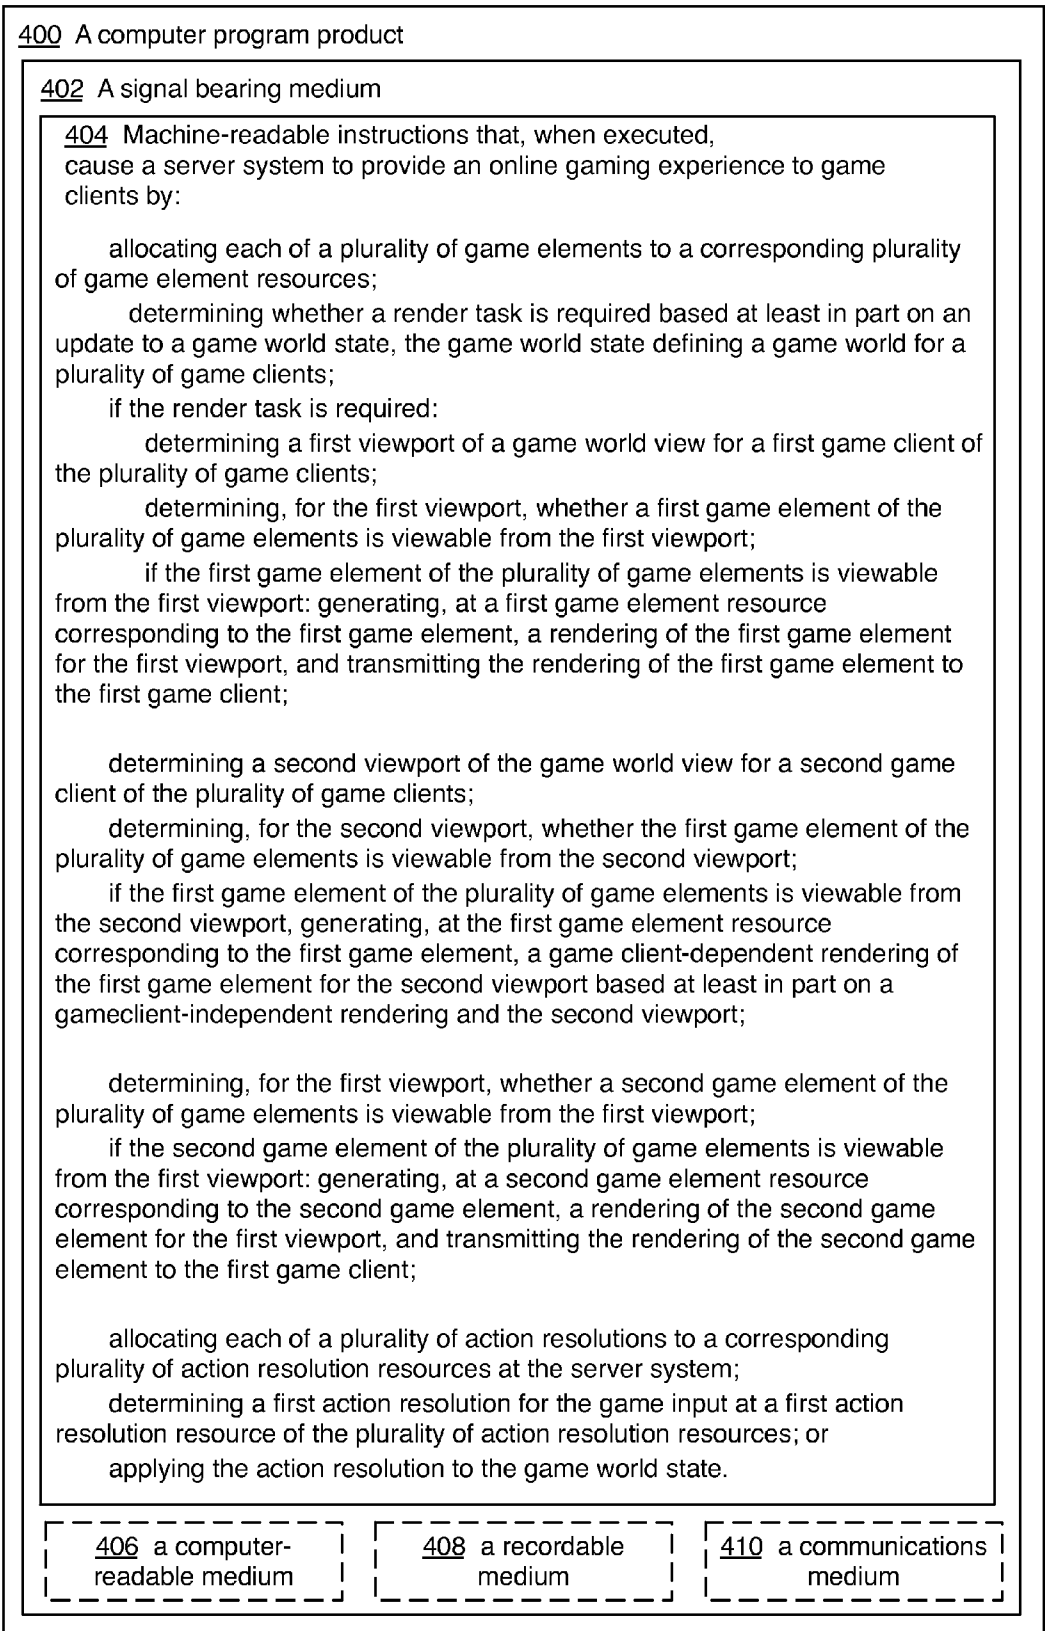 400 A computer program product
402 A signal bearing medium
404 Machine-readable instructions that, when executed,
cause a server system to provide an online gaming experience to game
clients by:
allocating each of a plurality of game elements to a corresponding plurality
of game element resources;
determining whether a render task is required based at least in part on an
update to a game world state, the game world state defining a game world for a
plurality of game clients;
if the render task is required:
determining a first viewport of a game world view for a first game client of
the plurality of game clients;
determining, for the first viewport, whether a first game element of the
plurality of game elements is viewable from the first viewport;
if the first game element of the plurality of game elements is viewable
from the first viewport: generating, at a first game element resource
corresponding to the first game element, a rendering of the first game element
for the first viewport, and transmitting the rendering of the first game element to
the first game client;
determining a second viewport of the game world view for a second game
client of the plurality of game clients;
determining, for the second viewport, whether the first game element of the
plurality of game elements is viewable from the second viewport;
if the first game element of the plurality of game elements is viewable from
the second viewport, generating, at the first game element resource
corresponding to the first game element, a game client-dependent rendering of
the first game element for the second viewport based at least in part on a
gameclient-independent rendering and the second viewport;
determining, for the first viewport, whether a second game element of the
plurality of game elements is viewable from the first viewport;
if the second game element of the plurality of game elements is viewable
from the first viewport: generating, at a second game element resource
corresponding to the second game element, a rendering of the second game
element for the first viewport, and transmitting the rendering of the second game
element to the first game client;
allocating each of a plurality of action resolutions to a corresponding
plurality of action resolution resources at the server system;
determining a first action resolution for the game input at a first action
resolution resource of the plurality of action resolution resources; or
applying the action resolution to the game world state.
406 a computer-
readable medium
408 a recordable
medium
410 a communications
medium